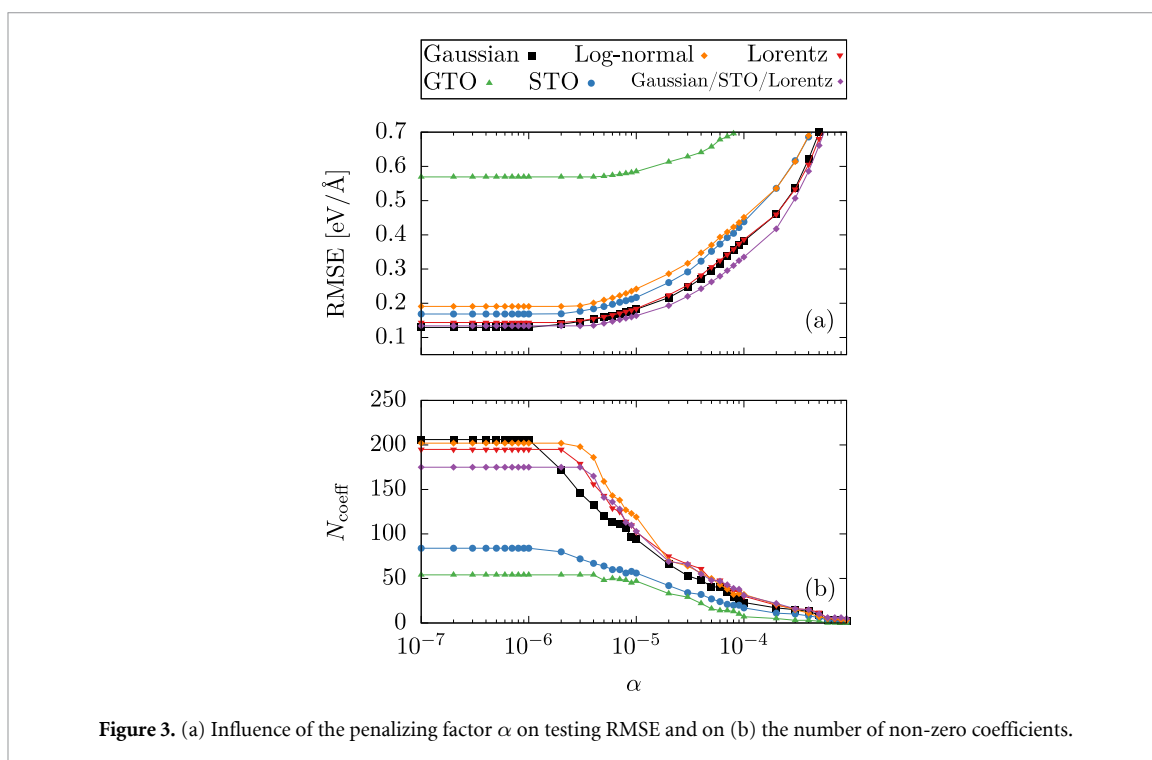 Gaussian Log-normal Lorentz
GTO STO Gaussian/STO/Lorentz
0.7
0.6
0.5
0.4
0.3
0.2
0.1
RMSE [eV/Å]
(a)
250
200
150
100
50
0
N_coeff
(b)
10^-7 10^-6 10^-5 10^-4
α
Figure 3. (a) Influence of the penalizing factor α on testing RMSE and on (b) the number of non-zero coefficients.